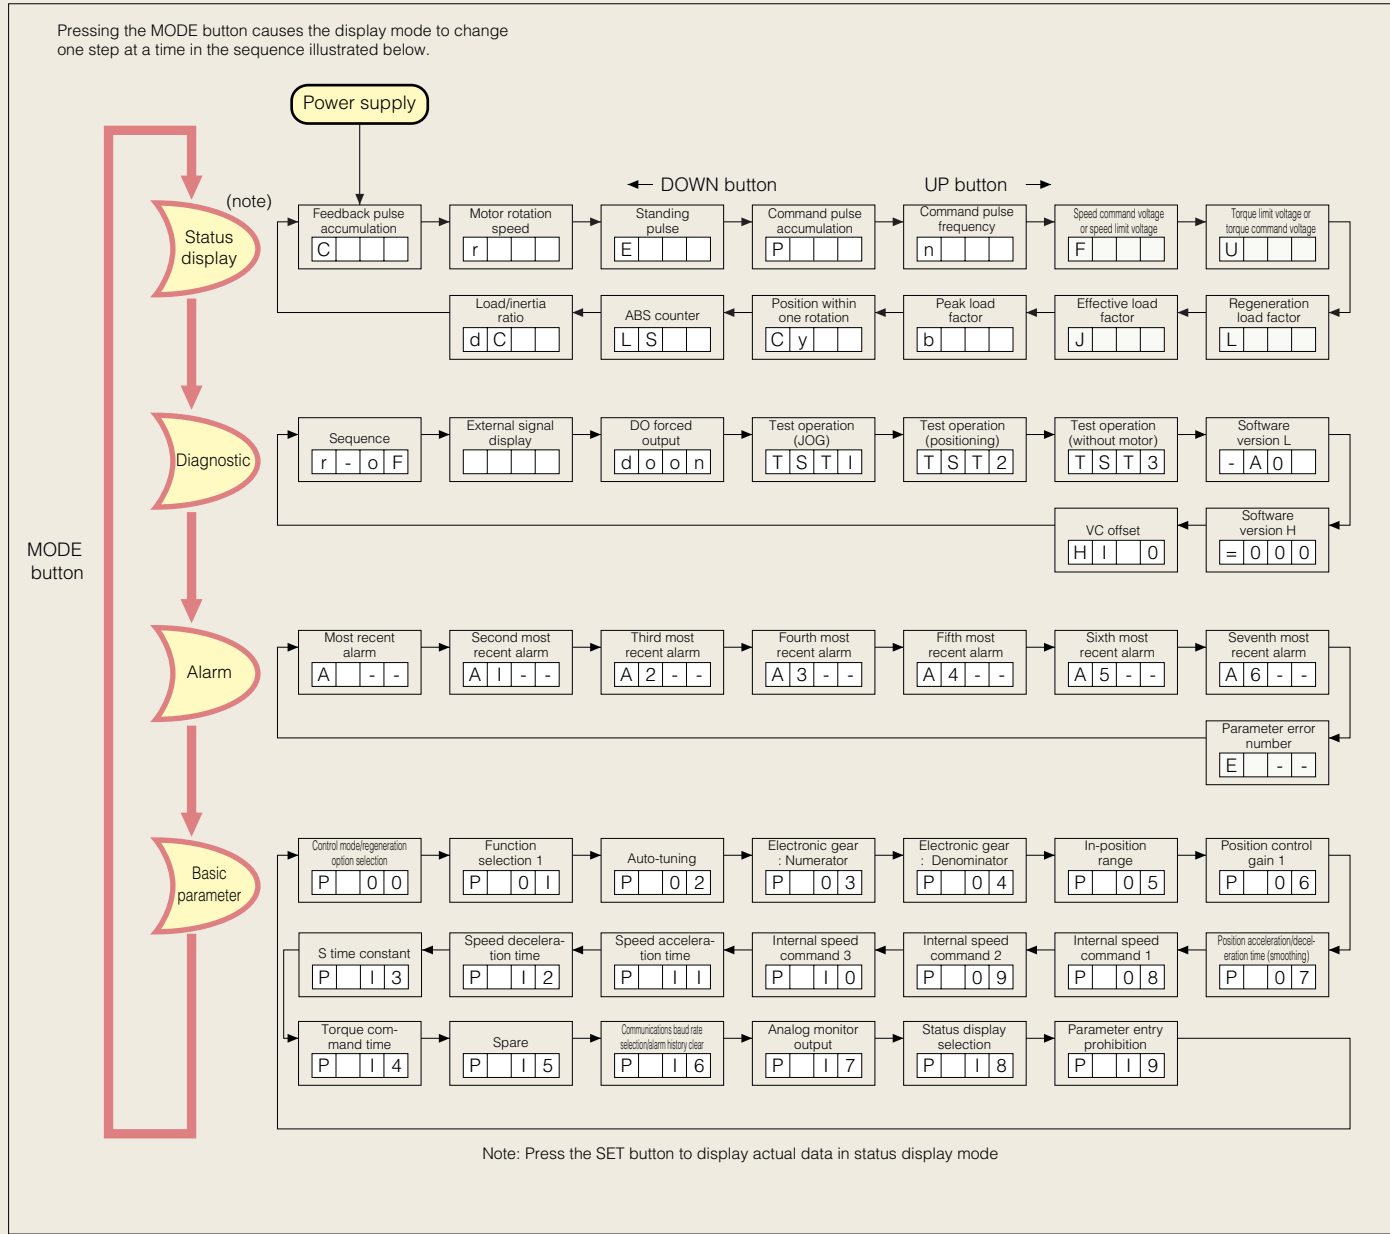 Pressing the MODE button causes the display mode to change
one step at a time in the sequence illustrated below.
Power supply
← DOWN button
UP button →
(note)
Status
display
Feedback pulse
accumulation
C
Motor rotation
speed
r
Standing
pulse
E
Command pulse
accumulation
P
Command pulse
frequency
n
Speed command voltage
or speed limit voltage
F
Torque limit voltage or
torque command voltage
U
Load/inertia
ratio
d C
ABS counter
L S
Position within
one rotation
C y
Peak load
factor
b
Effective load
factor
J
Regeneration
load factor
L
Diagnostic
Sequence
r - o F
External signal
display
DO forced
output
d o o n
Test operation
(JOG)
T S T I
Test operation
(positioning)
T S T 2
Test operation
(without motor)
T S T 3
Software
version L
- A 0
VC offset
H I 0
Software
version H
= 0 0 0
MODE
button
Alarm
Most recent
alarm
A - -
Second most
recent alarm
A I - -
Third most
recent alarm
A 2 - -
Fourth most
recent alarm
A 3 - -
Fifth most
recent alarm
A 4 - -
Sixth most
recent alarm
A 5 - -
Seventh most
recent alarm
A 6 - -
Parameter error
number
E - -
Basic
parameter
Control mode/regeneration
option selection
P 0 0
Function
selection 1
P 0 I
Auto-tuning
P 0 2
Electronic gear
: Numerator
P 0 3
Electronic gear
: Denominator
P 0 4
In-position
range
P 0 5
Position control
gain 1
P 0 6
S time constant
P I 3
Speed decelera-
tion time
P I 2
Speed accelera-
tion time
P I I
Internal speed
command 3
P I 0
Internal speed
command 2
P 0 9
Internal speed
command 1
P 0 8
Position acceleration/decel-
eration time (smoothing)
P 0 7
Torque com-
mand time
P I 4
Spare
P I 5
Communications baud rate
selection/alarm history clear
P I 6
Analog monitor
output
P I 7
Status display
selection
P I 8
Parameter entry
prohibition
P I 9
Note: Press the SET button to display actual data in status display mode